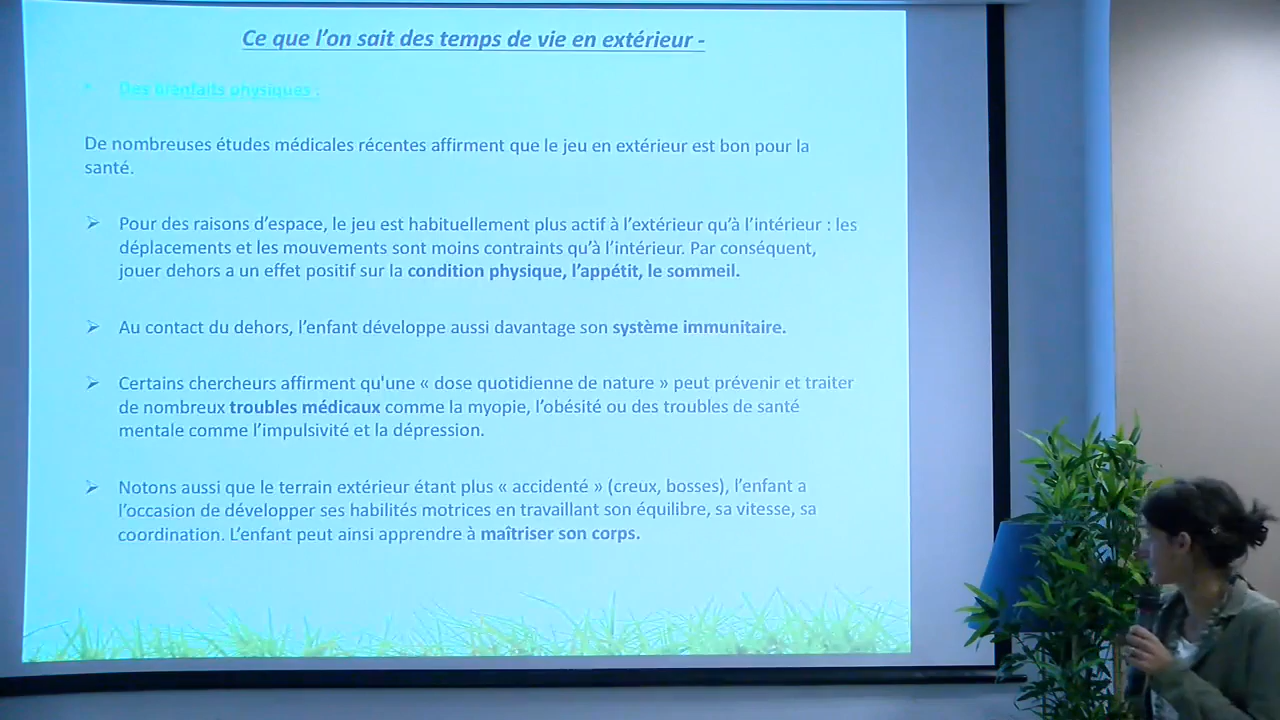 Ce que l'on sait des temps de vie en extérieur -
• Des bienfaits physiques :
De nombreuses études médicales récentes affirment que le jeu en extérieur est bon pour la
santé.
➢ Pour des raisons d'espace, le jeu est habituellement plus actif à l'extérieur qu'à l'intérieur : les
déplacements et les mouvements sont moins contraints qu'à l'intérieur. Par conséquent,
jouer dehors a un effet positif sur la condition physique, l'appétit, le sommeil.
➢ Au contact du dehors, l'enfant développe aussi davantage son système immunitaire.
➢ Certains chercheurs affirment qu'une « dose quotidienne de nature » peut prévenir et traiter
de nombreux troubles médicaux comme la myopie, l'obésité ou des troubles de santé
mentale comme l'impulsivité et la dépression.
➢ Notons aussi que le terrain extérieur étant plus « accidenté » (creux, bosses), l'enfant a
l'occasion de développer ses habilités motrices en travaillant son équilibre, sa vitesse, sa
coordination. L'enfant peut ainsi apprendre à maîtriser son corps.